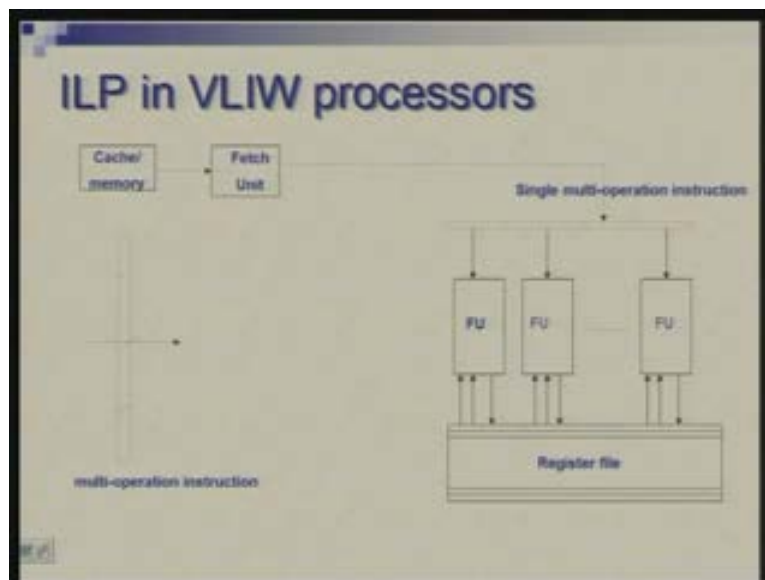 ILP in VLIW processors
Cache/
memory
Fetch
Unit
Single multi-operation instruction
FU
FU
FU
Register file
multi-operation instruction